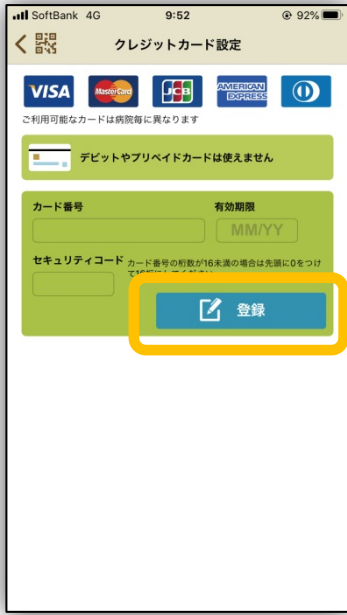 SoftBank 4G 9:52 92%
クレジットカード設定
VISA MasterCard JCB AMERICAN EXPRESS
ご利用可能なカードは病院毎に異なります
デビットやプリペイドカードは使えません
カード番号 有効期限
MM/YY
セキュリティコード カード番号の桁数が16未満の場合は先頭に0をつけ
登録